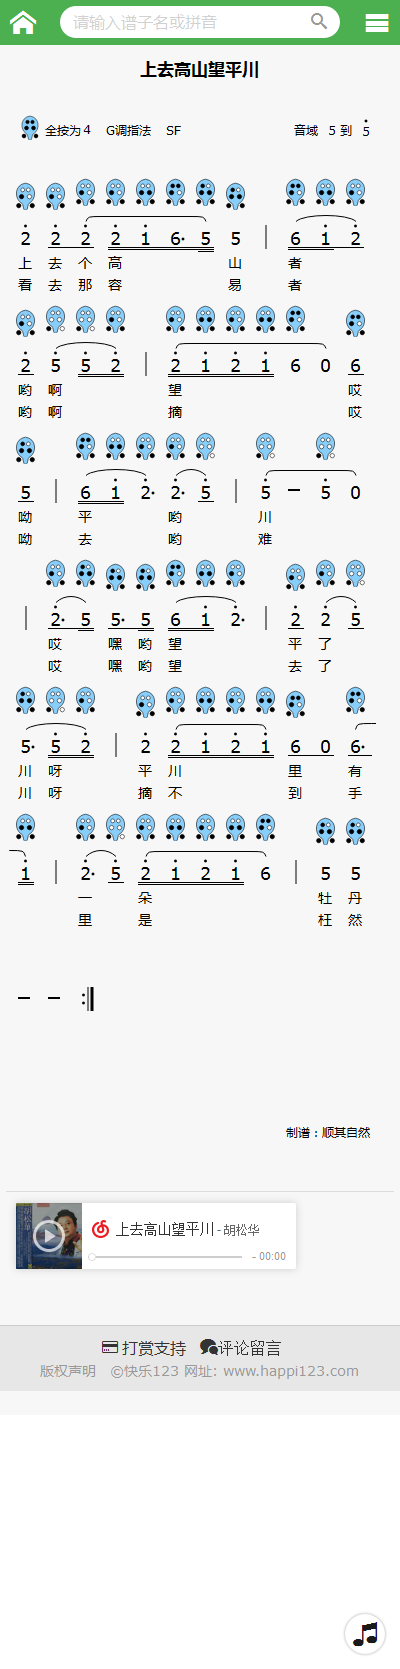 请输入谱子名或拼音
上去高山望平川
全按为4 G调指法 SF 音域 5 到 5
2 2 2 2 1 6· 5 5 | 6 1 2
上 去 个 高 山 者
看 去 那 容 易 者
2 5 5 2 | 2 1 2 1 6 0 6
哟 啊 望 哎
哟 啊 摘 哎
5 | 6 1 2· 2· 5 | 5 – 5 0
呦 平 哟 川
呦 去 哟 难
| 2· 5 5· 5 6 1 2· | 2 2 5
哎 嘿 哟 望 平 了
哎 嘿 哟 望 去 了
5· 5 2 | 2 2 1 2 1 6 0 6·
川 呀 平 川 里 有
川 呀 摘 不 到 手
1 | 2· 5 2 1 2 1 6 | 5 5
一 朵 牡 丹
里 是 枉 然
– – :‖
制谱：顺其自然
胡松华
上去高山望平川 - 胡松华
- 00:00
打赏支持 评论留言
版权声明 ©快乐123 网址: www.happi123.com